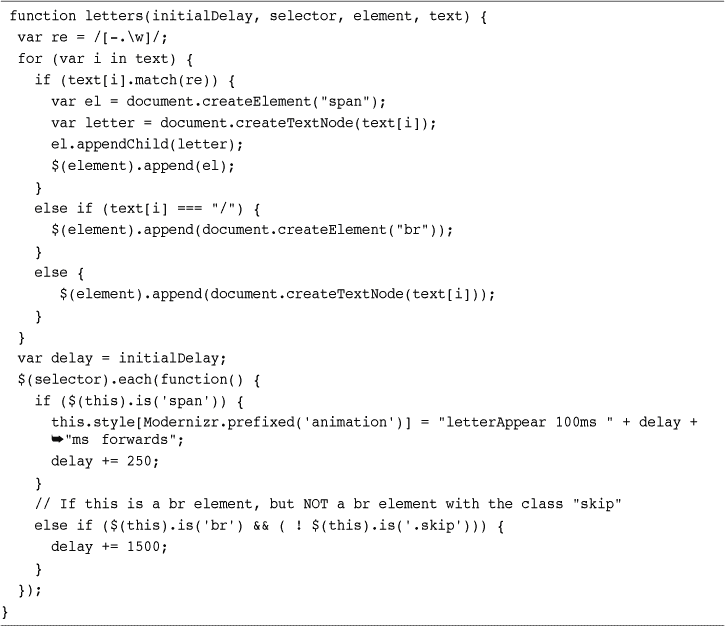 function letters(initialDelay, selector, element, text) {
  var re = /[-.\w]/;
  for (var i in text) {
    if (text[i].match(re)) {
      var el = document.createElement("span");
      var letter = document.createTextNode(text[i]);
      el.appendChild(letter);
      $(element).append(el);
    }
    else if (text[i] === "/") {
      $(element).append(document.createElement("br"));
    }
    else {
       $(element).append(document.createTextNode(text[i]));
    }
  }
  var delay = initialDelay;
  $(selector).each(function() {
    if ($(this).is('span')) {
      this.style[Modernizr.prefixed('animation')] = "letterAppear 100ms " + delay +
      ➥"ms forwards";
      delay += 250;
    }
    // If this is a br element, but NOT a br element with the class "skip"
    else if ($(this).is('br') && ( ! $(this).is('.skip'))) {
      delay += 1500;
    }
  });
}